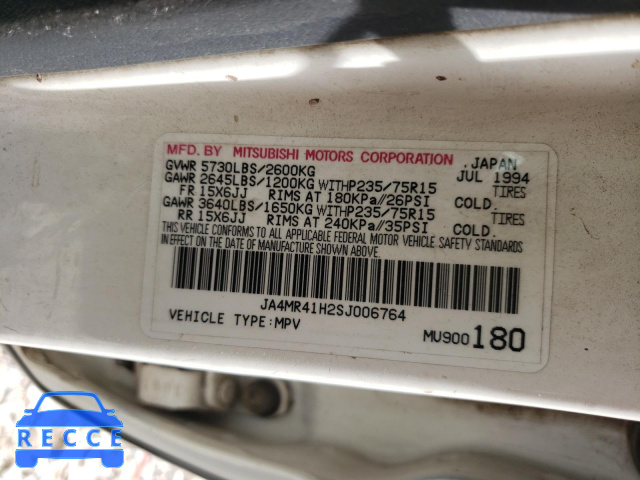 MFD. BY MITSUBISHI MOTORS CORPORATION JAPAN
GVWR 5730LBS/2600KG JUL 1994
GAWR 2645LBS/1200KG WITHP235/75R15 TIRES
FR 15X6JJ RIMS AT 180KPa//26PSI COLD.
GAWR 3640LBS/1650KG WITHP235/75R15 TIRES
RR 15X6JJ RIMS AT 240KPa//35PSI COLD.
THIS VEHICLE CONFORMS TO ALL APPLICABLE FEDERAL MOTOR VEHICLE SAFETY STANDARDS
IN EFFECT ON THE DATE OF MANUFACTURE SHOWN ABOVE.
JA4MR41H2SJ006764
VEHICLE TYPE:MPV MU900180
RECCE